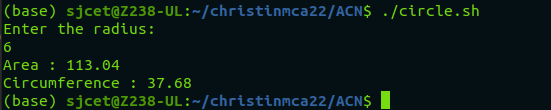 (base) sjcet@Z238-UL:~/christinmca22/ACN$ ./circle.sh
Enter the radius:
6
Area : 113.04
Circumference : 37.68
(base) sjcet@Z238-UL:~/christinmca22/ACN$